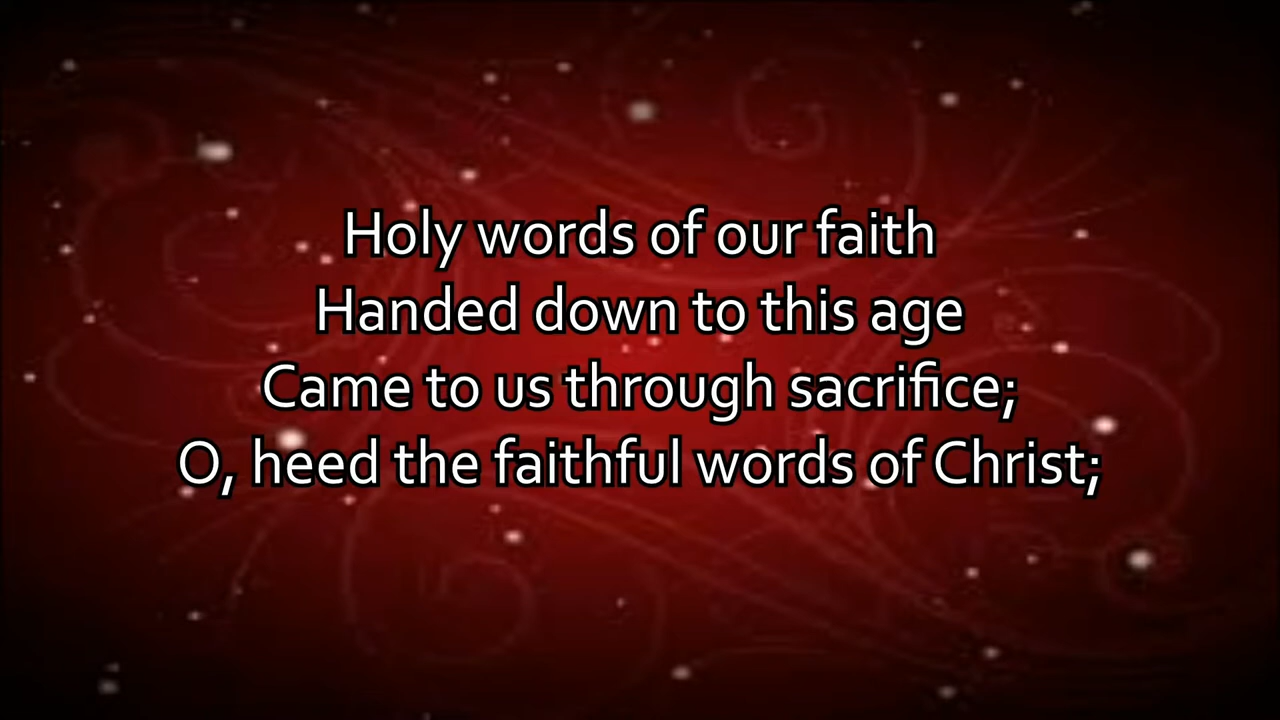 Holy words of our faith
Handed down to this age
Came to us through sacrifice;
O, heed the faithful words of Christ;